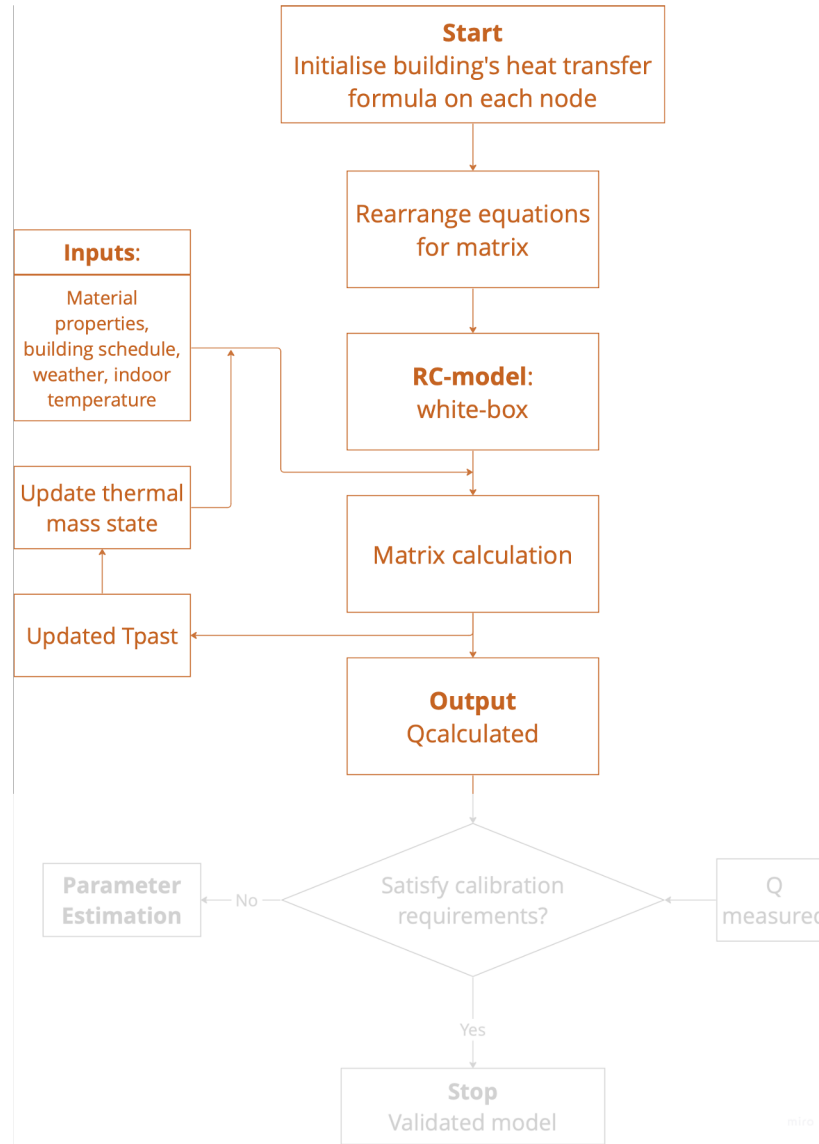 Start
Initialise building's heat transfer
formula on each node
Rearrange equations
for matrix
Inputs:
Material
properties,
building schedule,
weather, indoor
temperature
RC-model:
white-box
Update thermal
mass state
Matrix calculation
Updated Tpast
Output
Qcalculated
Parameter
Estimation
No
Satisfy calibration
requirements?
Q
measured
Yes
Stop
Validated model
miro